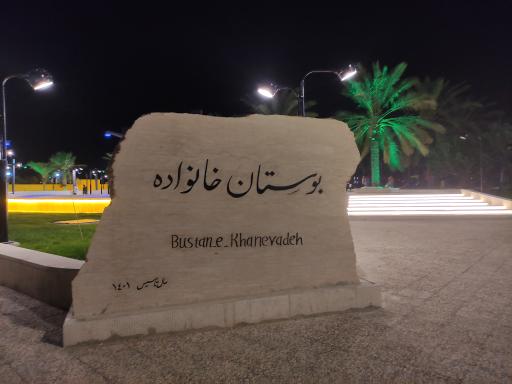 بوستان خانواده
Bustan_e_Khanevadeh
سال تاسیس ۱۴۰۱